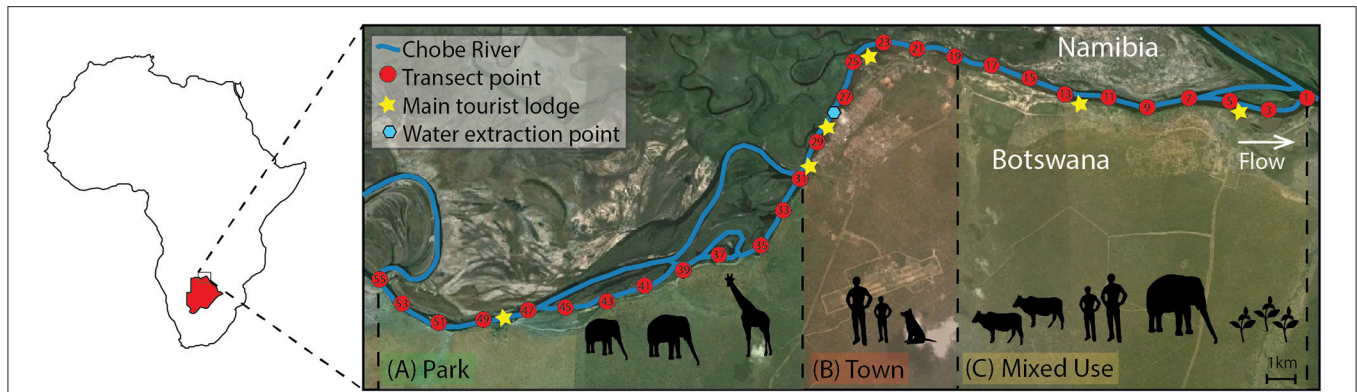 Chobe River
Transect point
Main tourist lodge
Water extraction point
Namibia
Botswana
Flow
55
53
51
49
47
45
43
41
39
37
35
33
31
29
27
25
23
21
19
17
15
13
11
9
7
5
3
1
(A) Park
(B) Town
(C) Mixed Use
1km